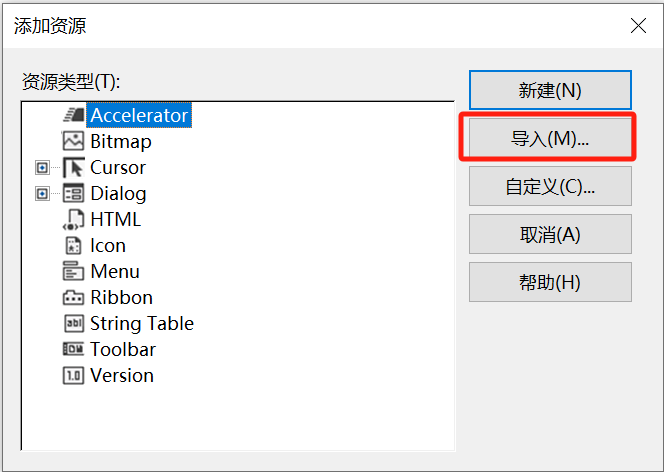 添加资源
资源类型(T):
Accelerator
Bitmap
Cursor
Dialog
HTML
Icon
Menu
Ribbon
String Table
Toolbar
Version
新建(N)
导入(M)...
自定义(C)...
取消(A)
帮助(H)